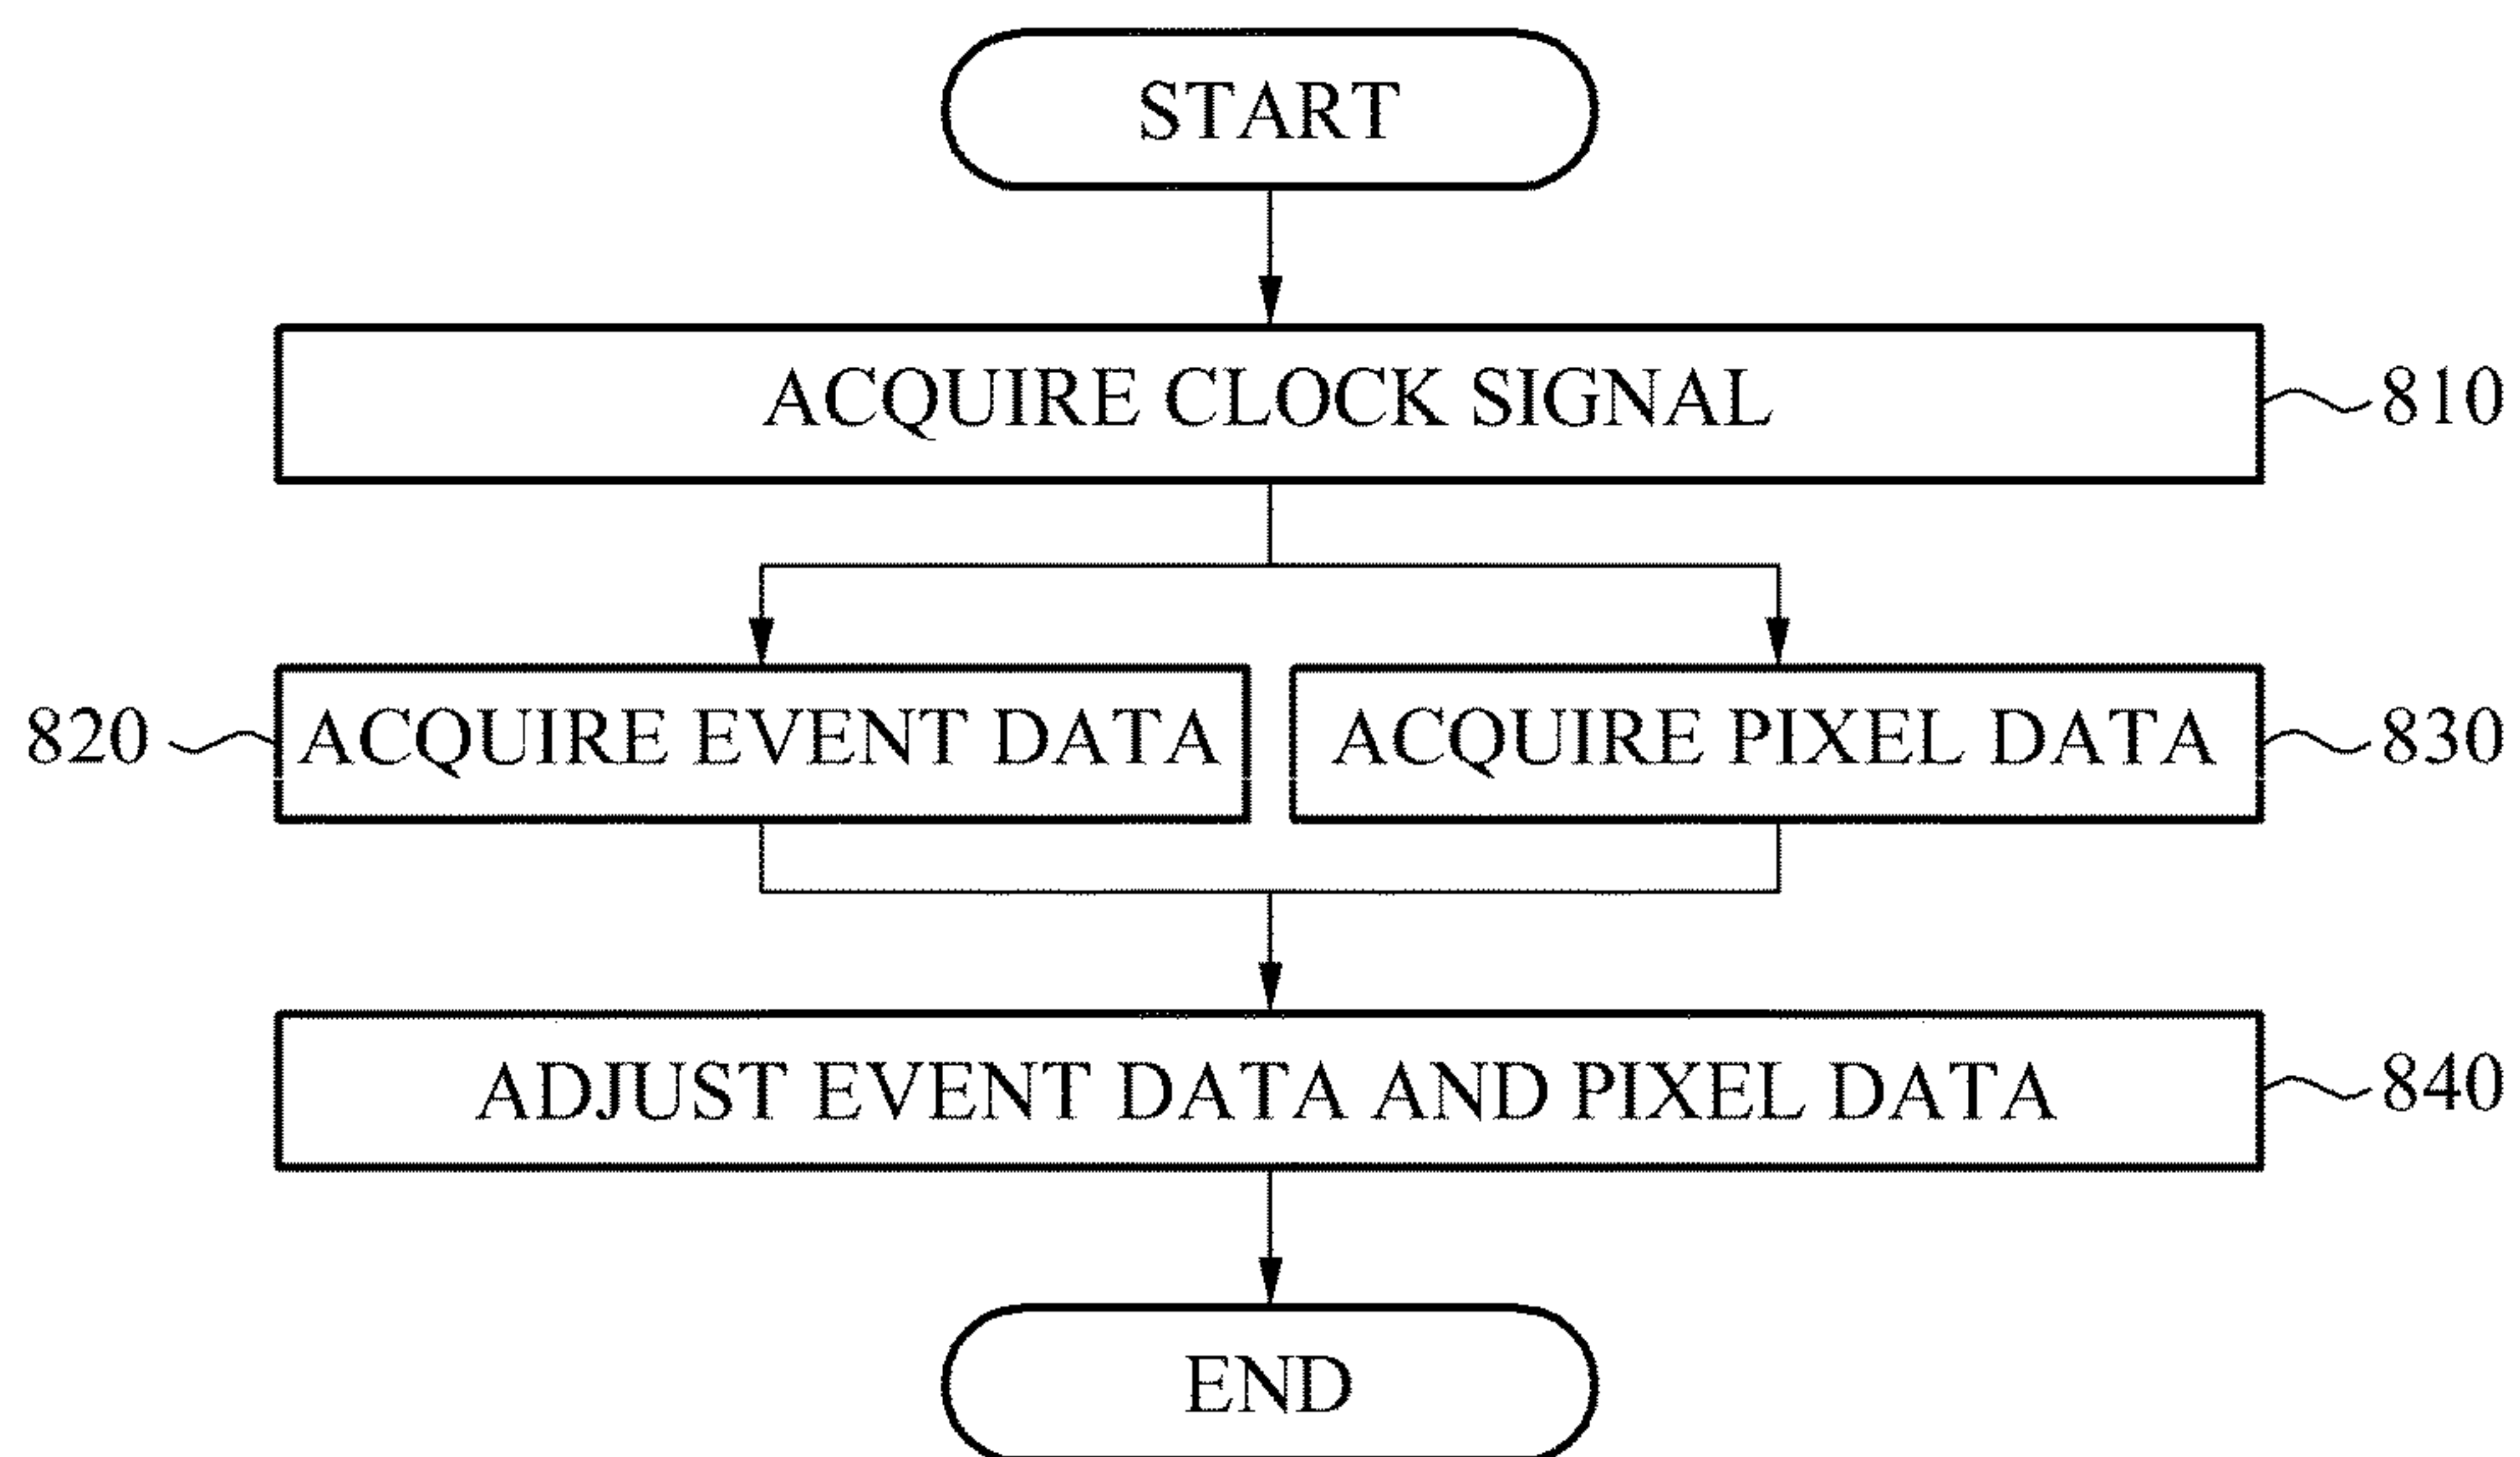 START
ACQUIRE CLOCK SIGNAL 810
820 ACQUIRE EVENT DATA ACQUIRE PIXEL DATA 830
ADJUST EVENT DATA AND PIXEL DATA 840
END